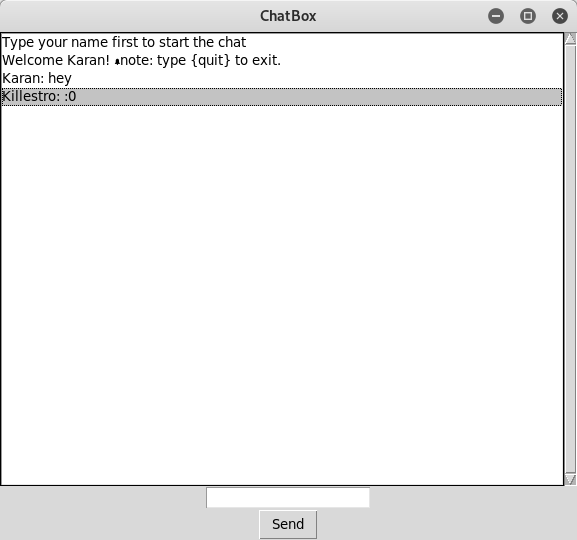 ChatBox
Type your name first to start the chat
Welcome Karan! note: type {quit} to exit.
Karan: hey
Killestro: :0
Send